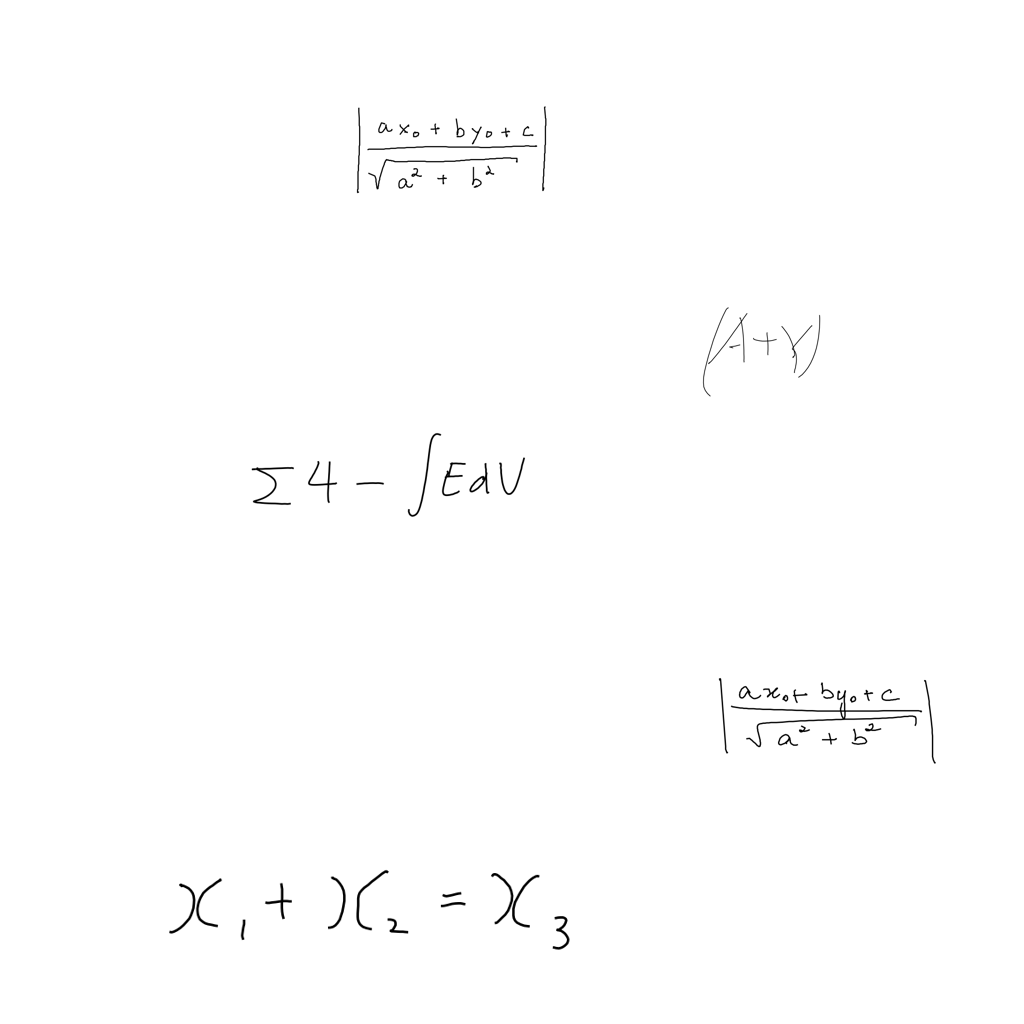 \left| \frac{ax_0 + by_0 + c}{\sqrt{a^2 + b^2}} \right|
(A+Y)
\Sigma 4 - \int E dV
\left| \frac{ax_0 + by_0 + c}{\sqrt{a^2 + b^2}} \right|
x_1 + x_2 = x_3